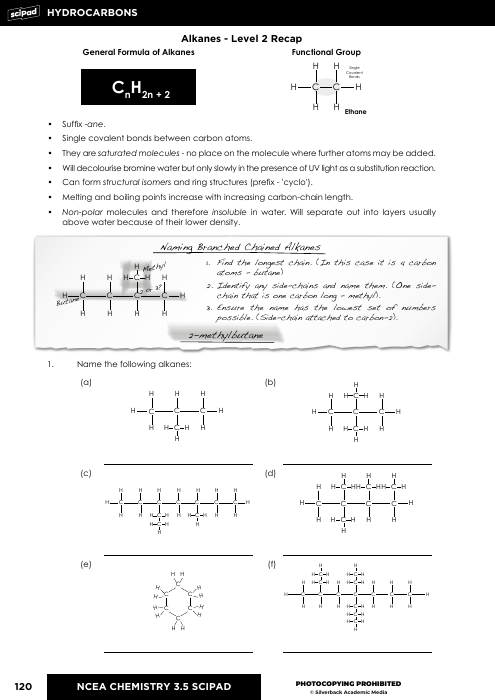 scipad HYDROCARBONS
Alkanes - Level 2 Recap
General Formula of Alkanes
CnH2n + 2
Functional Group
Single
Covalent
Bonds
H H
H C C H
H H
Ethane
• Suffix -ane.
• Single covalent bonds between carbon atoms.
• They are saturated molecules - no place on the molecule where further atoms may be added.
• Will decolourise bromine water but only slowly in the presence of UV light as a substitution reaction.
• Can form structural isomers and ring structures (prefix - 'cyclo').
• Melting and boiling points increase with increasing carbon-chain length.
• Non-polar molecules and therefore insoluble in water. Will separate out into layers usually
above water because of their lower density.
Naming Branched Chained Alkanes
Methyl
2 or 3?
Butane
1. Find the longest chain. (In this case it is a carbon
atoms - butane)
2. Identify any side-chains and name them. (One side-
chain that is one carbon long - methyl).
3. Ensure the name has the lowest set of numbers
possible. (Side-chain attached to carbon-2).
2-methylbutane
1. Name the following alkanes:
(a)
(b)
(c)
(d)
(e)
(f)
120 NCEA CHEMISTRY 3.5 SCIPAD
PHOTOCOPYING PROHIBITED
© Silverback Academic Media